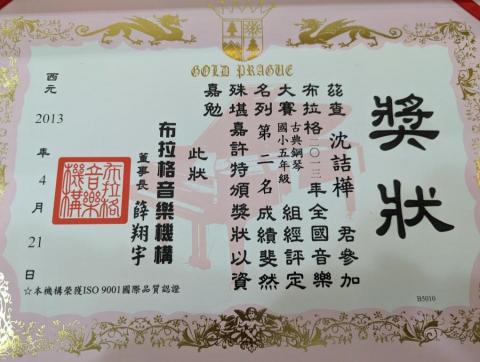 GOLD PRAGUE
獎狀
茲查 沈詰樺 君參加
布拉格二〇一三年全國音樂
大賽 古典鋼琴 國小五年級 組經評定
名列第二名成績斐然
殊堪嘉許特頒獎狀以資
嘉勉
此狀
布拉格音樂機構
董事長 薛翔宇
布拉格音樂機構
西元 2013 年 4 月 21 日
☆本機構榮獲ISO 9001國際品質認證
B5010